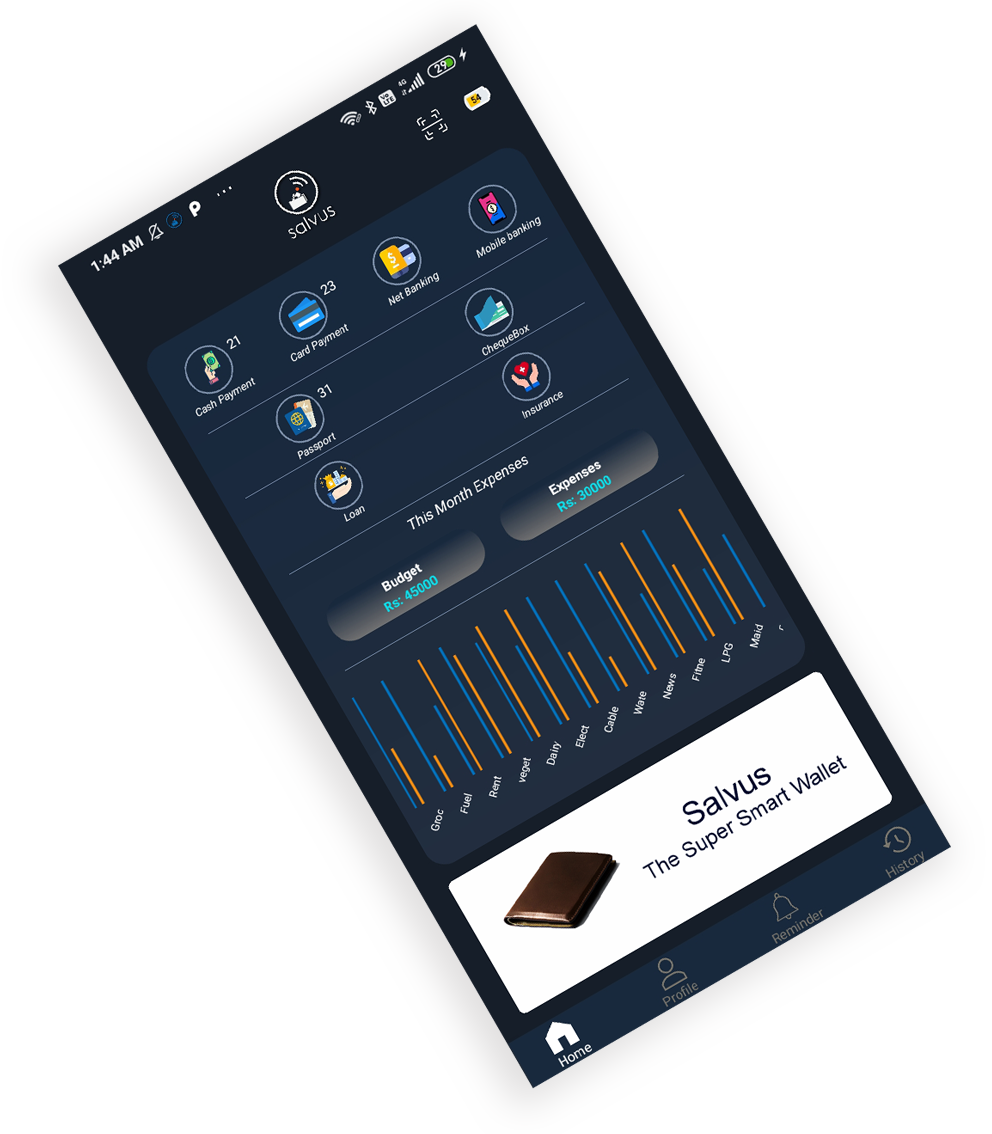 1:44 AM
VO LTE
4G
29
54
salvus
21
23
Cash Payment
Card Payment
Net Banking
Mobile banking
31
Passport
ChequeBox
Loan
Insurance
This Month Expenses
Budget
Rs: 45000
Expenses
Rs: 30000
Groc
Fuel
Rent
veget
Dairy
Elect
Cable
Wate
News
Fitne
LPG
Maid
Salvus
The Super Smart Wallet
Home
Profile
Reminder
History